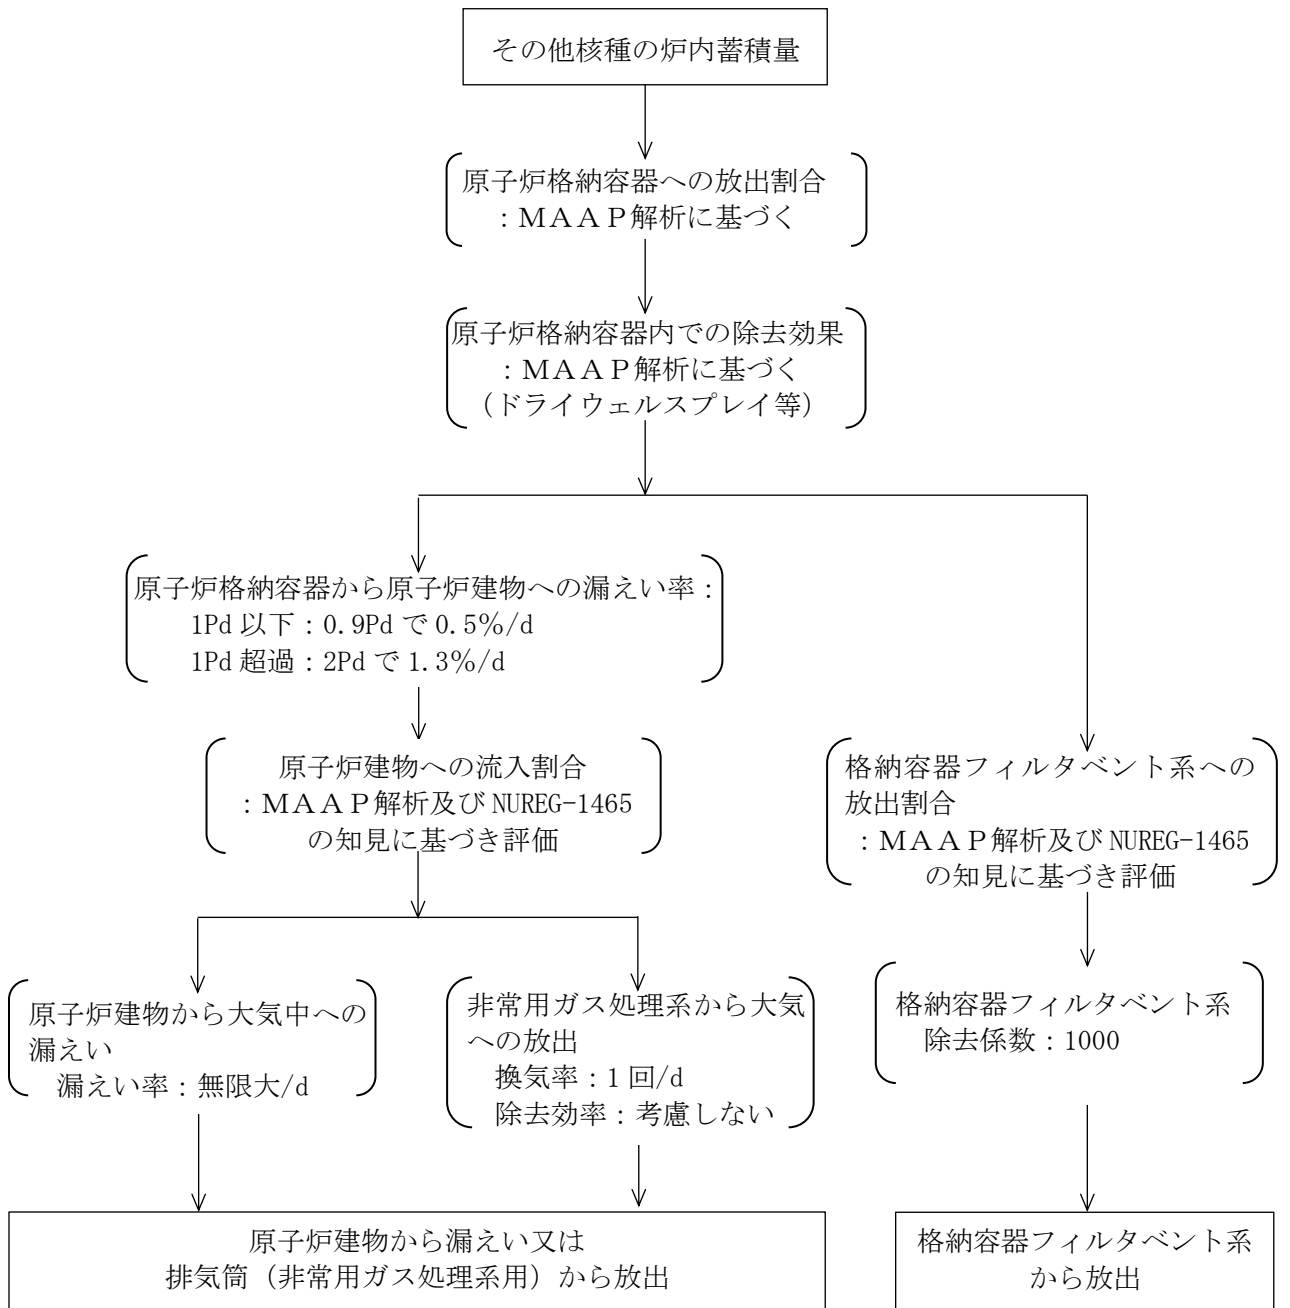 その他核種の炉内蓄積量
原子炉格納容器への放出割合
：ＭＡＡＰ解析に基づく
原子炉格納容器内での除去効果
：ＭＡＡＰ解析に基づく
（ドライウェルスプレイ等）
原子炉格納容器から原子炉建物への漏えい率：
1Pd 以下：0.9Pd で 0.5%/d
1Pd 超過：2Pd で 1.3%/d
原子炉建物への流入割合
：ＭＡＡＰ解析及び NUREG-1465
の知見に基づき評価
格納容器フィルタベント系への
放出割合
：ＭＡＡＰ解析及び NUREG-1465
の知見に基づき評価
原子炉建物から大気中への
漏えい
漏えい率：無限大/d
非常用ガス処理系から大気
への放出
換気率：1 回/d
除去効率：考慮しない
格納容器フィルタベント系
除去係数：1000
原子炉建物から漏えい又は
排気筒（非常用ガス処理系用）から放出
格納容器フィルタベント系
から放出